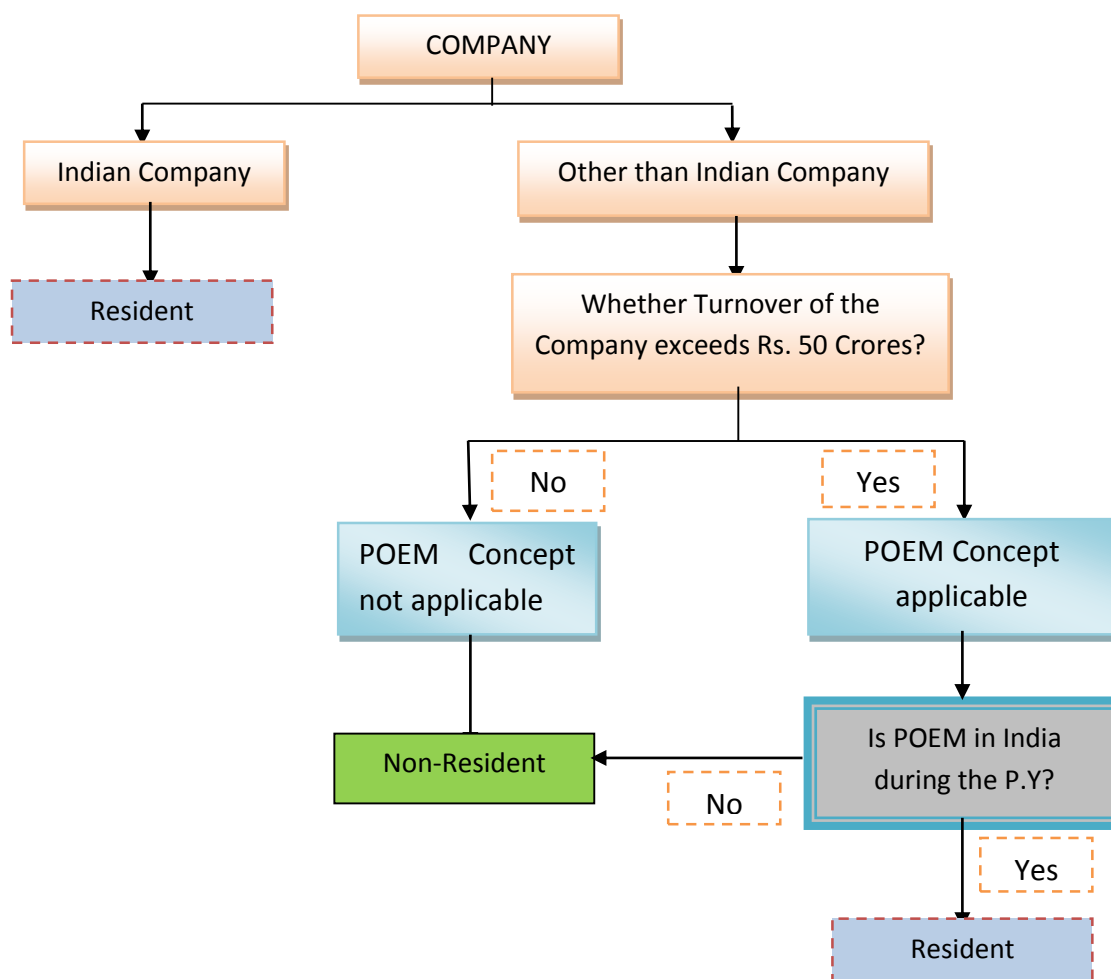 COMPANY
Indian Company
Other than Indian Company
Resident
Whether Turnover of the
Company exceeds Rs. 50 Crores?
No
Yes
POEM Concept
not applicable
POEM Concept
applicable
Non-Resident
Is POEM in India
during the P.Y?
No
Yes
Resident